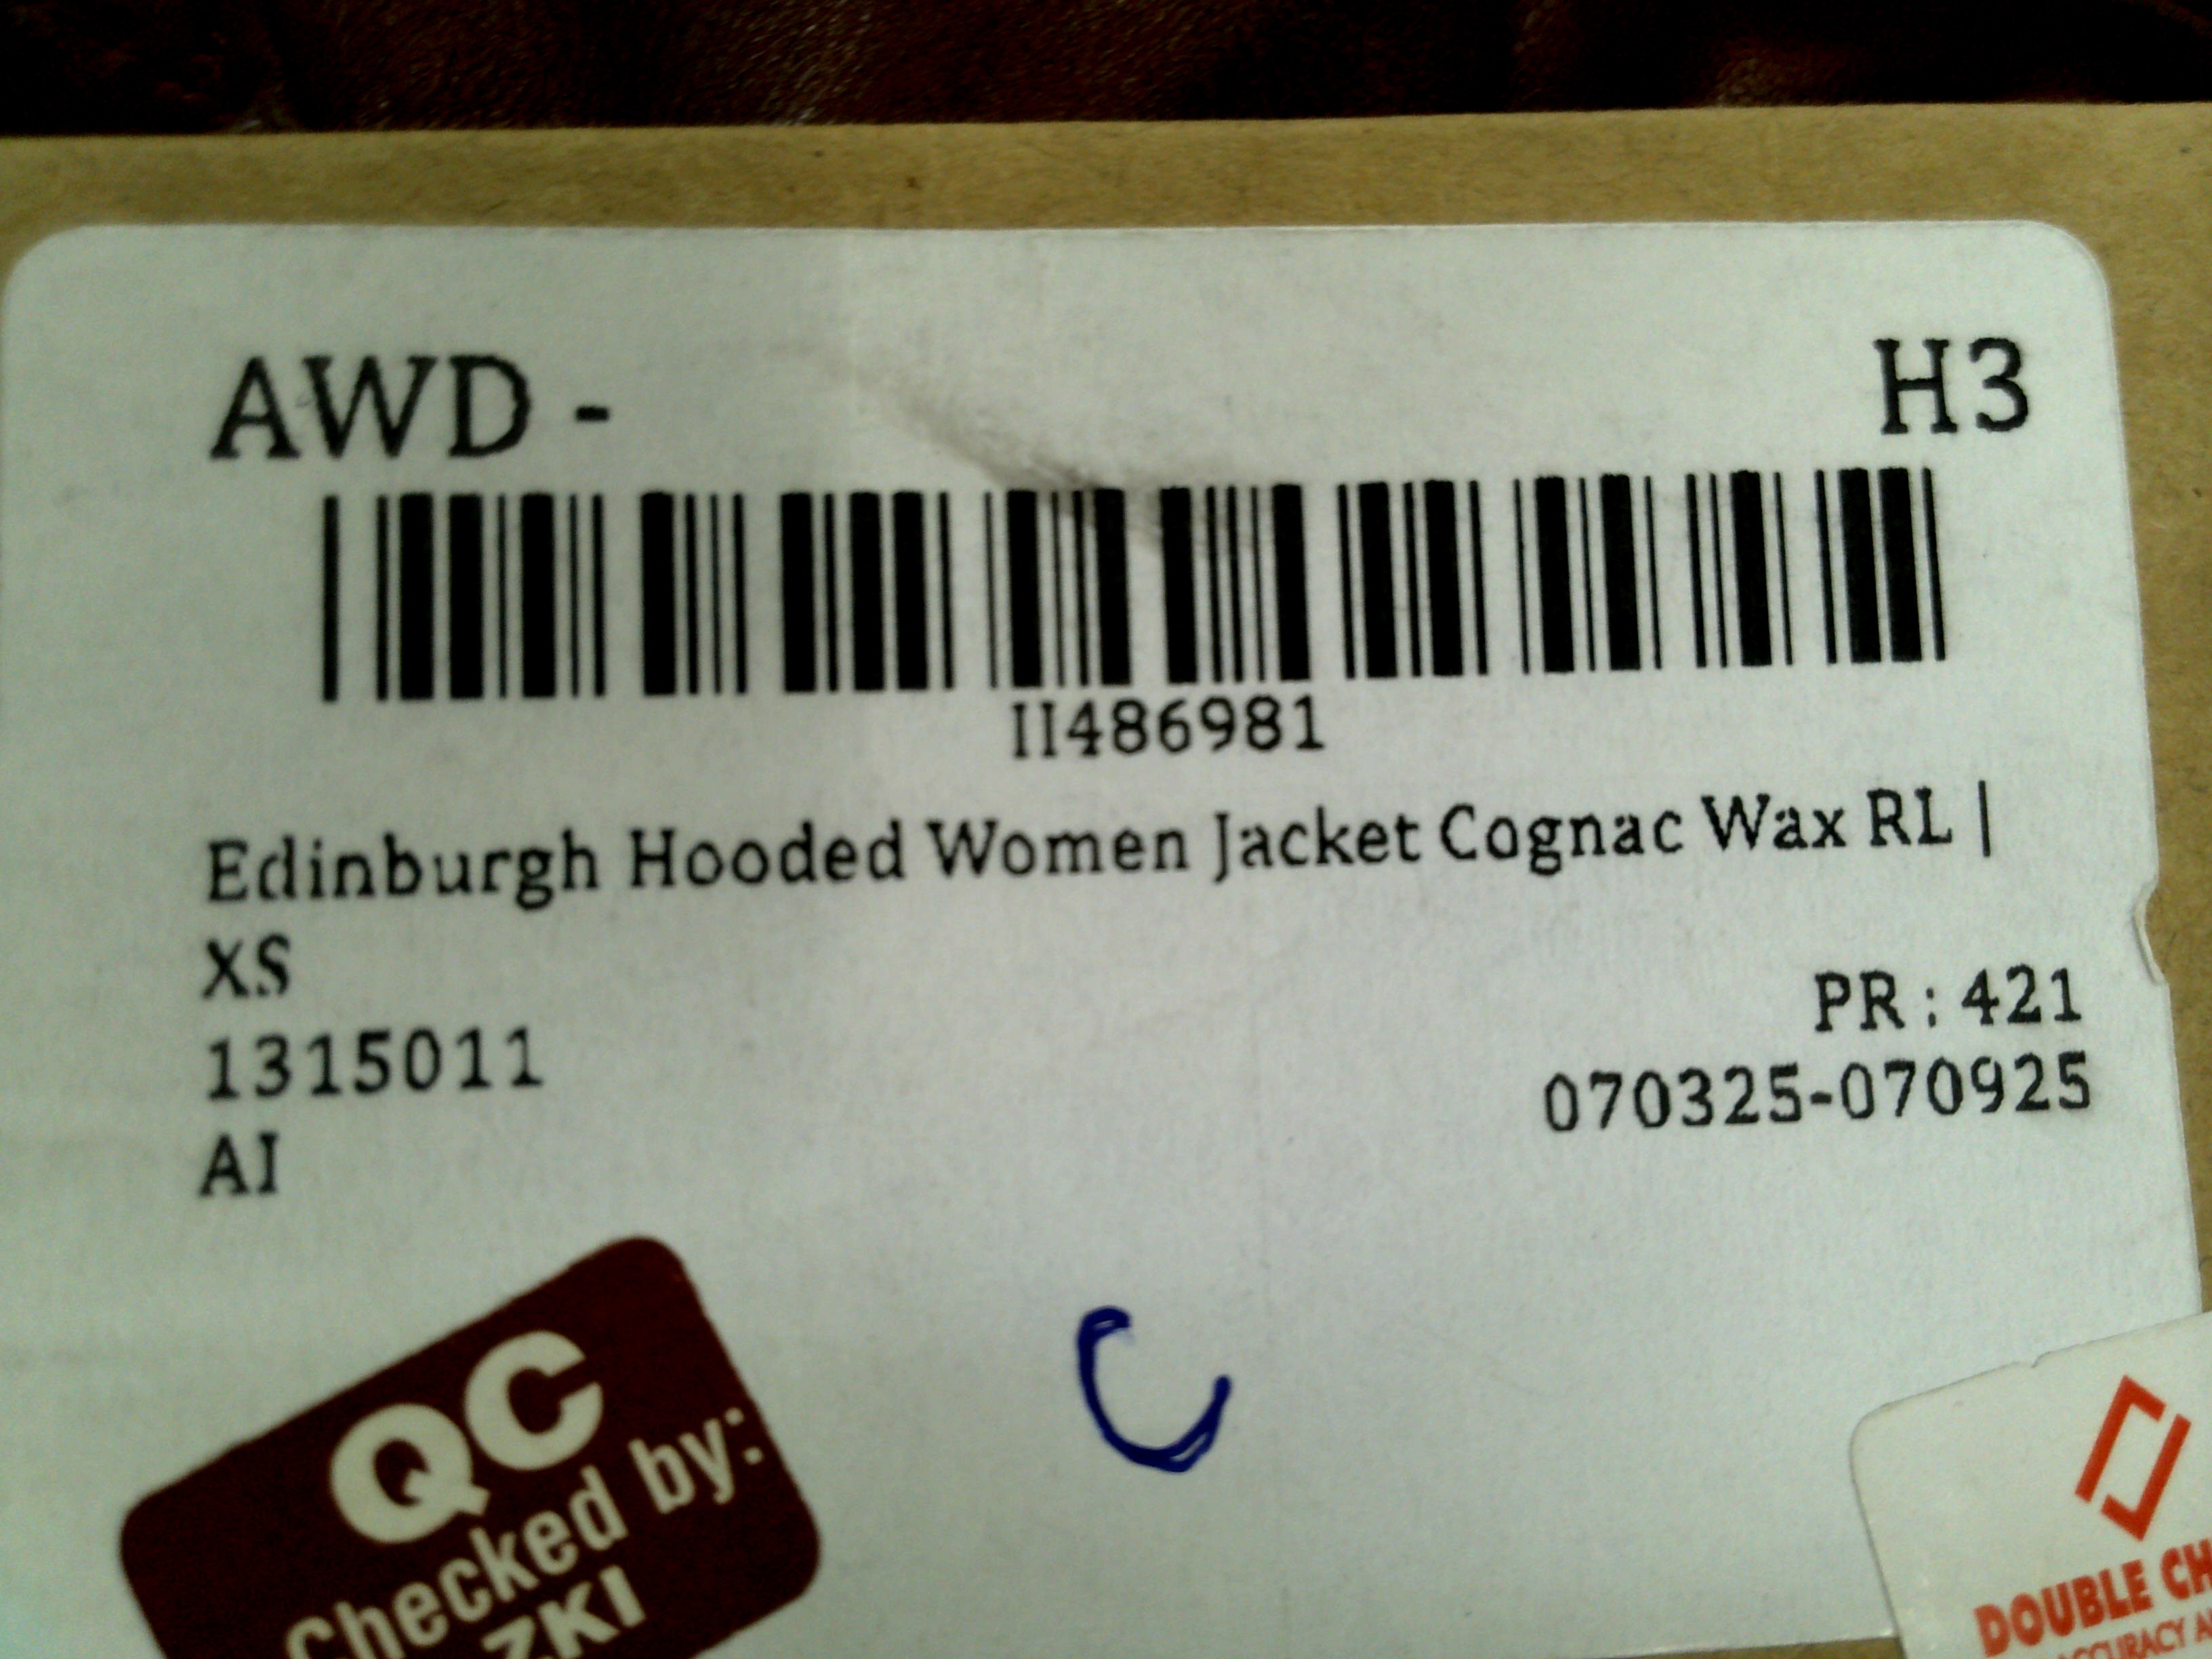 AWD - H3
II486981
Edinburgh Hooded Women Jacket Cognac Wax RL |
XS
PR : 421
1315011
070325-070925
AI
C
QC
Checked by:
ZKI
DOUBLE